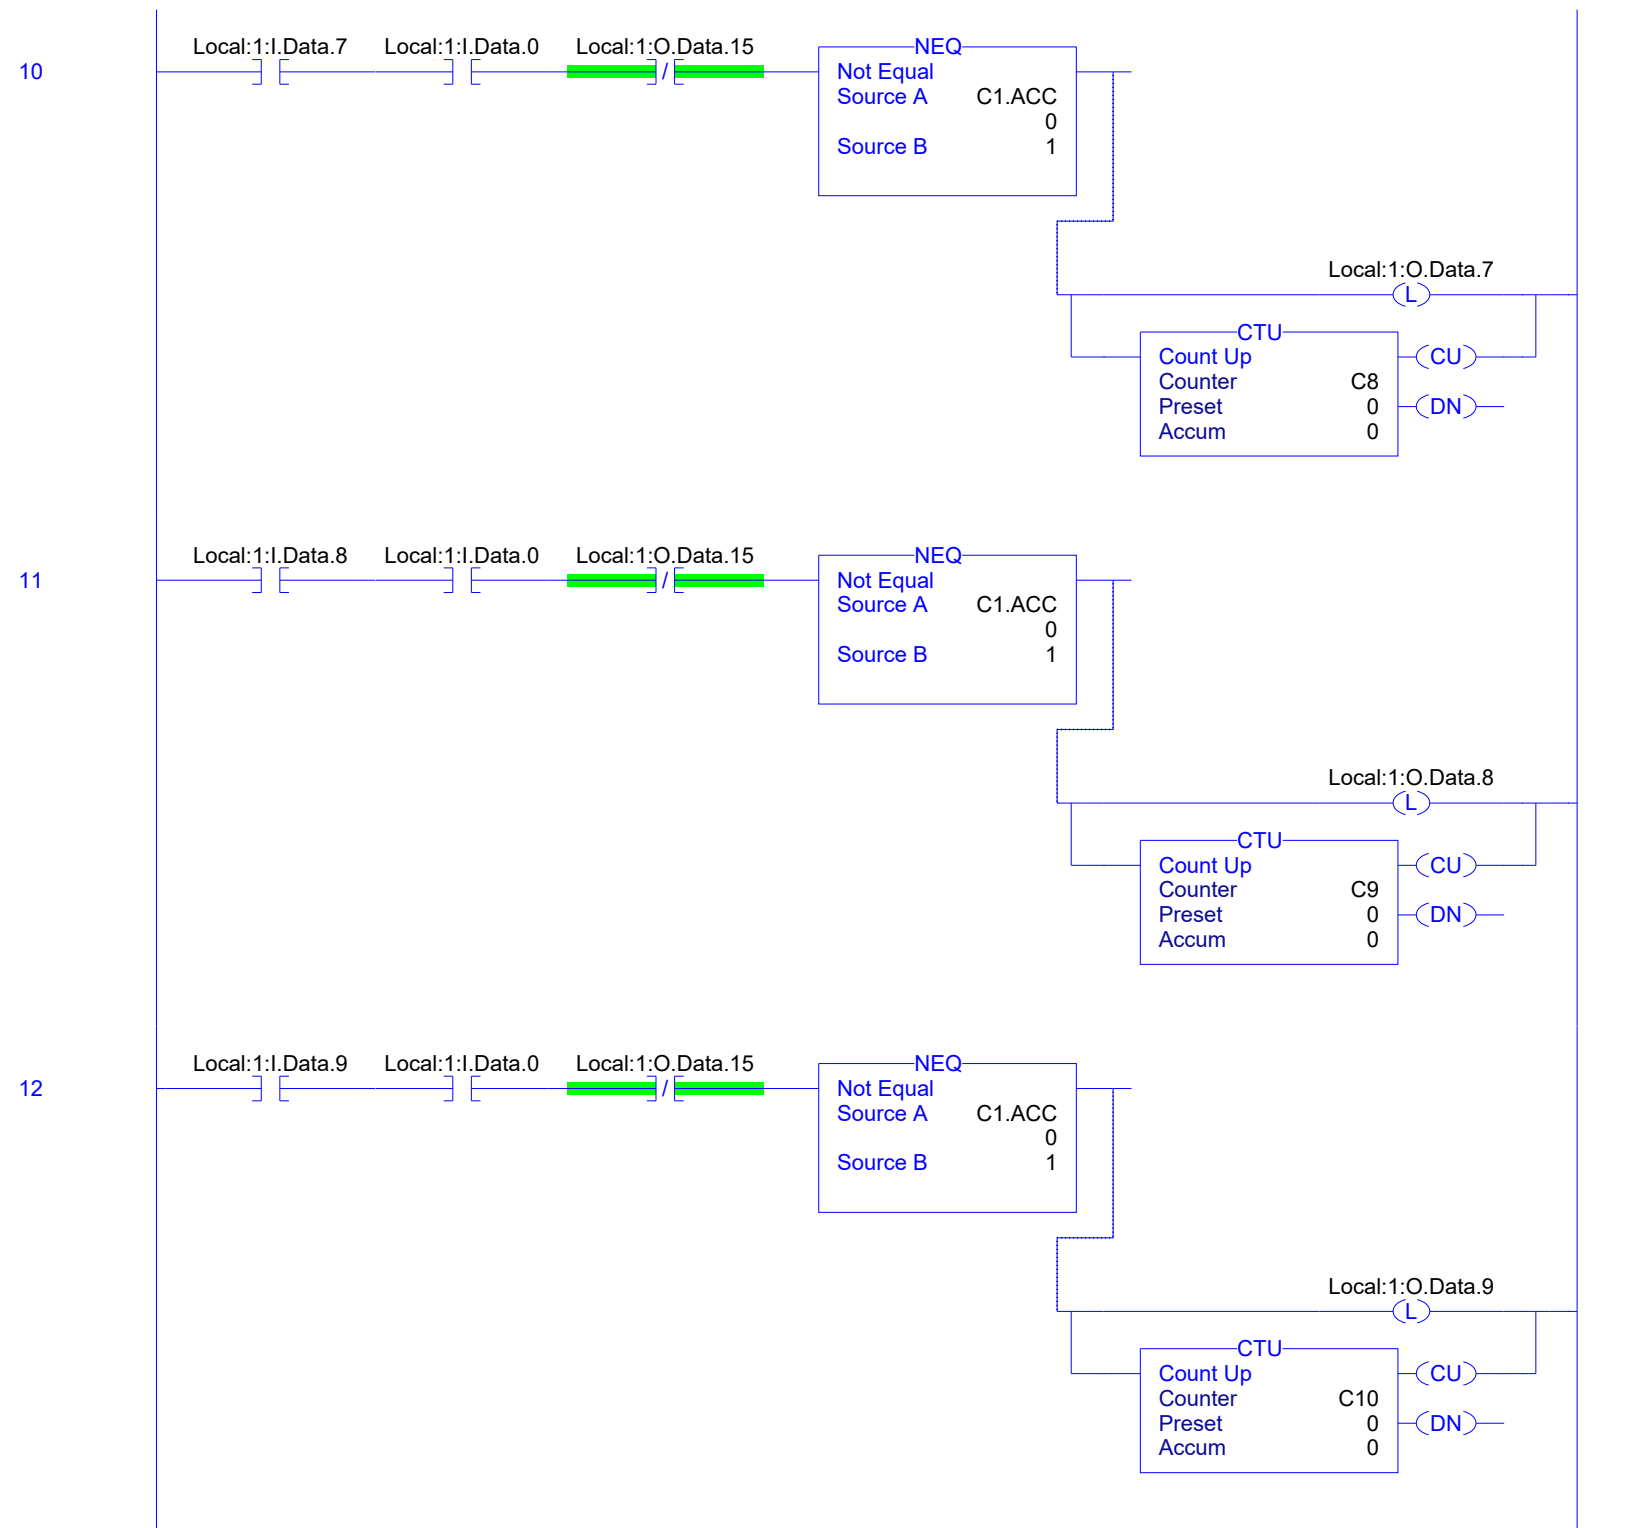 Local:1:I.Data.7 Local:1:I.Data.0 Local:1:O.Data.15 NEQ
10 / Not Equal
Source A C1.ACC
0
Source B 1
Local:1:O.Data.7
L
CTU
Count Up CU
Counter C8
Preset 0 DN
Accum 0
Local:1:I.Data.8 Local:1:I.Data.0 Local:1:O.Data.15 NEQ
11 / Not Equal
Source A C1.ACC
0
Source B 1
Local:1:O.Data.8
L
CTU
Count Up CU
Counter C9
Preset 0 DN
Accum 0
Local:1:I.Data.9 Local:1:I.Data.0 Local:1:O.Data.15 NEQ
12 / Not Equal
Source A C1.ACC
0
Source B 1
Local:1:O.Data.9
L
CTU
Count Up CU
Counter C10
Preset 0 DN
Accum 0